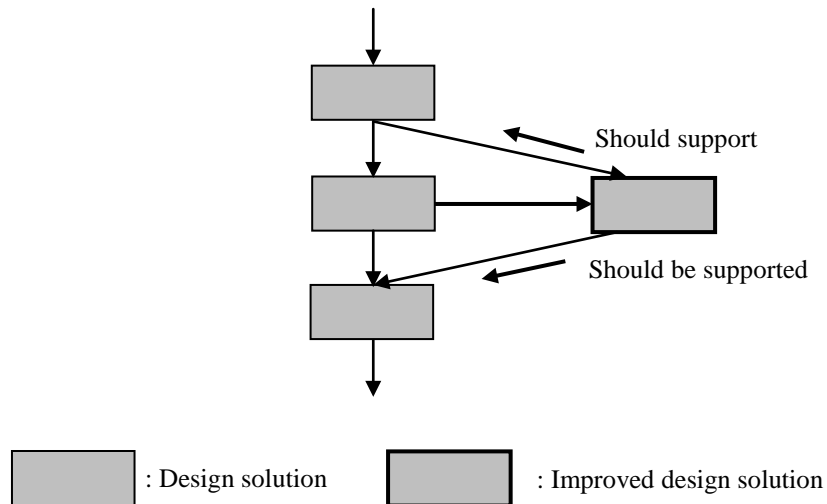 Should support
Should be supported
: Design solution
: Improved design solution